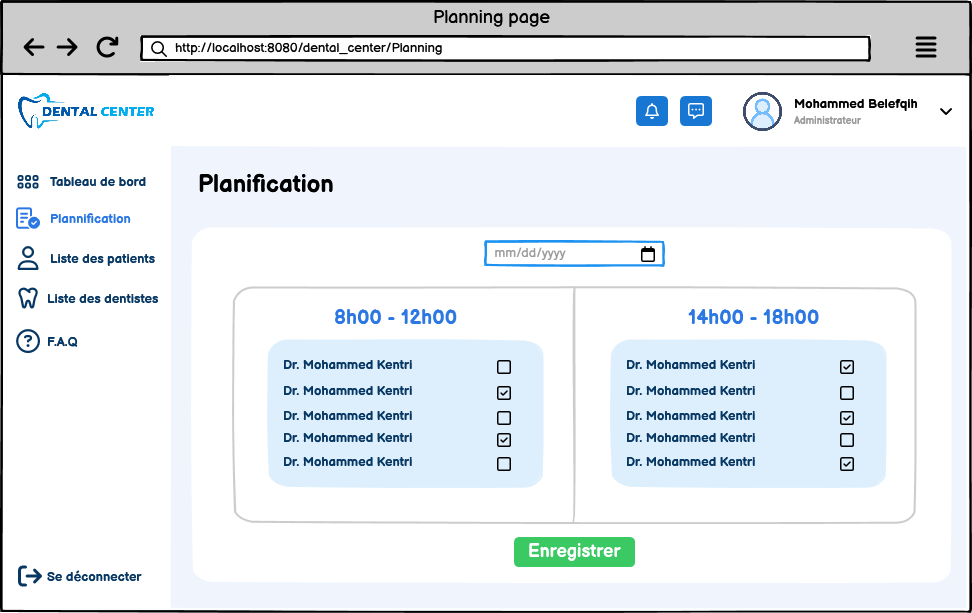 Planning page
http://localhost:8080/dental_center/Planning
DENTAL CENTER
Mohammed Belefqih
Administrateur
Tableau de bord
Plannification
Liste des patients
Liste des dentistes
F.A.Q
Se déconnecter
Planification
mm/dd/yyyy
8h00 - 12h00
Dr. Mohammed Kentri
Dr. Mohammed Kentri
Dr. Mohammed Kentri
Dr. Mohammed Kentri
Dr. Mohammed Kentri
14h00 - 18h00
Dr. Mohammed Kentri
Dr. Mohammed Kentri
Dr. Mohammed Kentri
Dr. Mohammed Kentri
Dr. Mohammed Kentri
Enregistrer